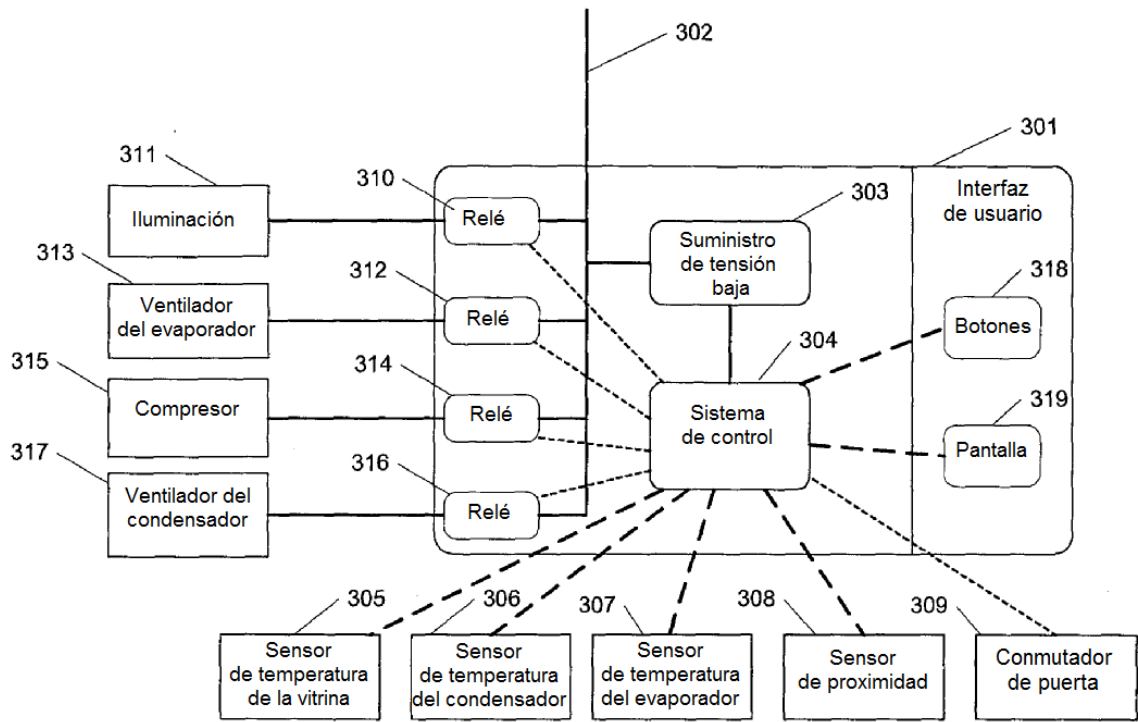 302
301
311
310
303
Interfaz
de usuario
Iluminación
Relé
Suministro
de tensión
baja
313
312
318
Ventilador
del evaporador
Relé
Botones
304
315
314
319
Compresor
Relé
Sistema
de control
Pantalla
317
316
Ventilador del
condensador
Relé
305
306
307
308
309
Sensor
de temperatura
de la vitrina
Sensor
de temperatura
del condensador
Sensor
de temperatura
del evaporador
Sensor
de proximidad
Conmutador
de puerta